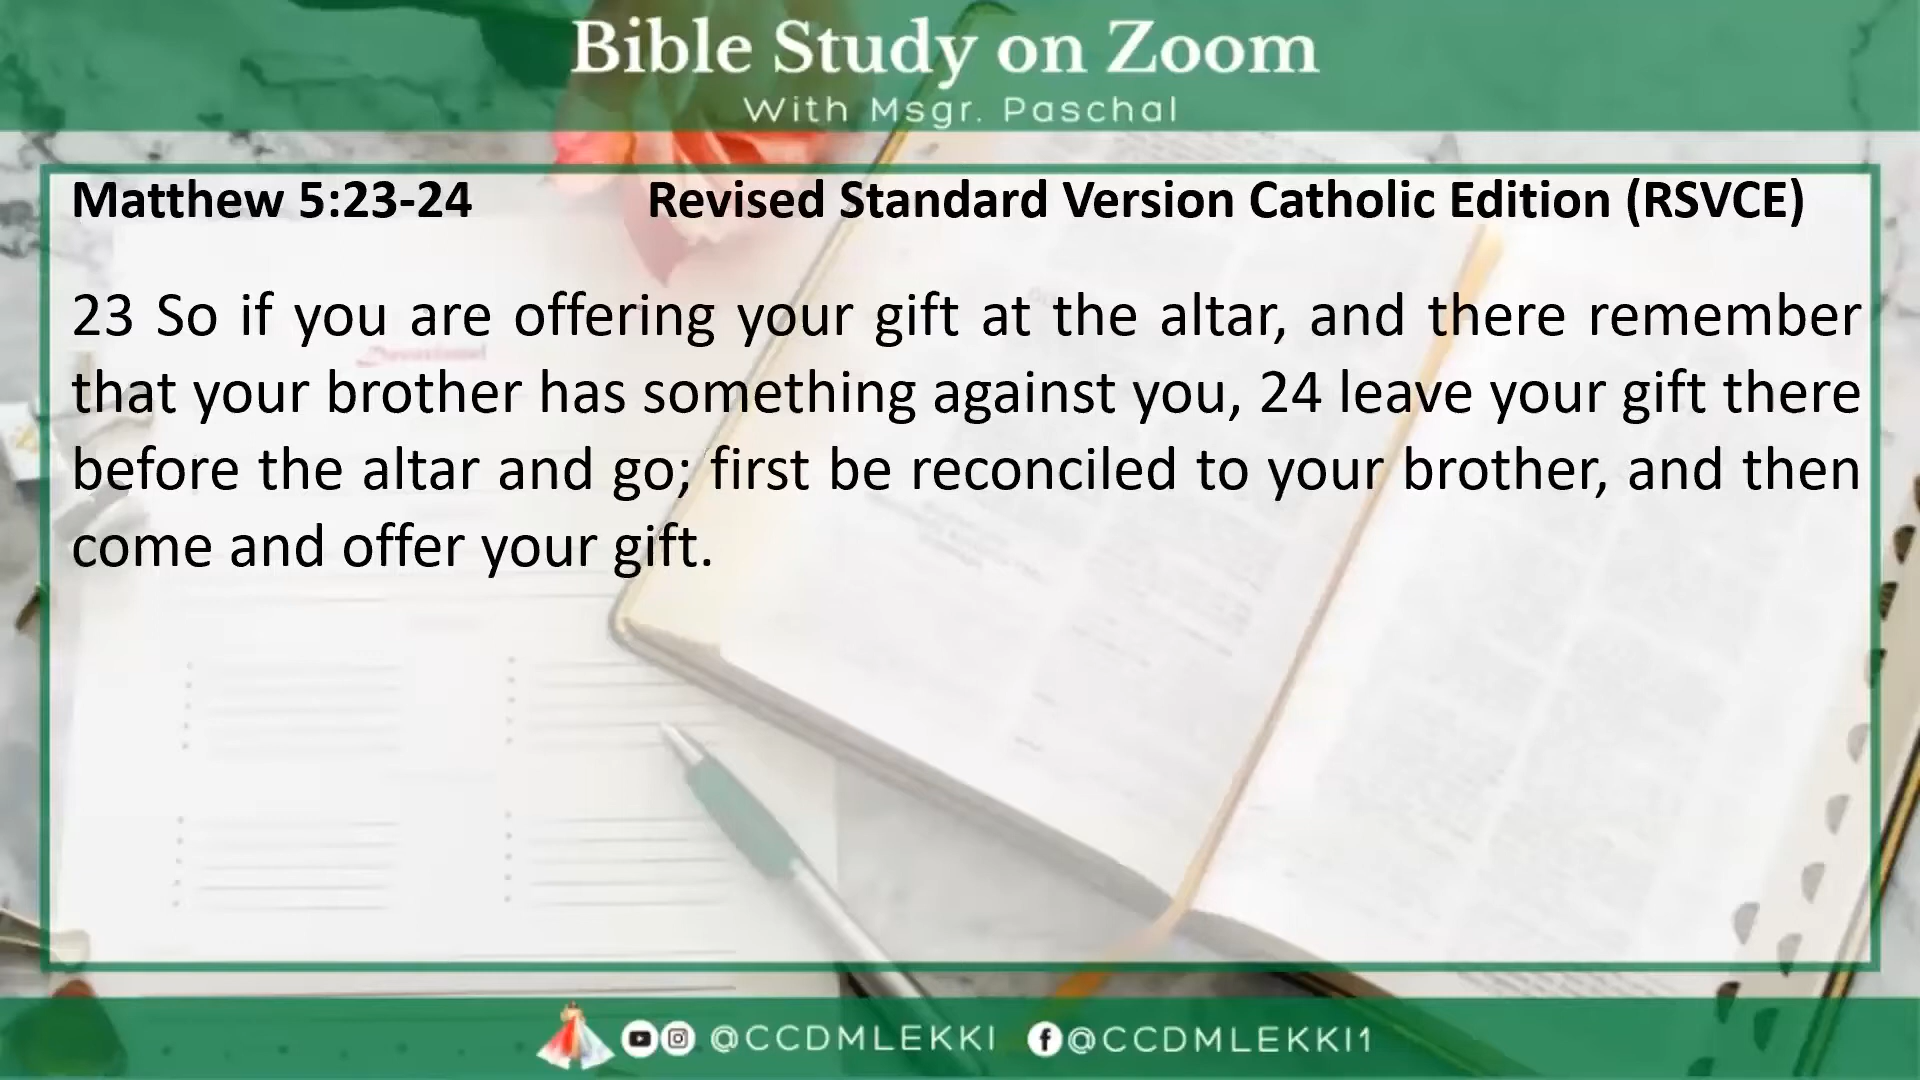 Bible Study on Zoom
With Msgr. Paschal
Matthew 5:23-24 Revised Standard Version Catholic Edition (RSVCE)
23 So if you are offering your gift at the altar, and there remember
that your brother has something against you, 24 leave your gift there
before the altar and go; first be reconciled to your brother, and then
come and offer your gift.
Devotional
@CCDMLEKKI @CCDMLEKKI1